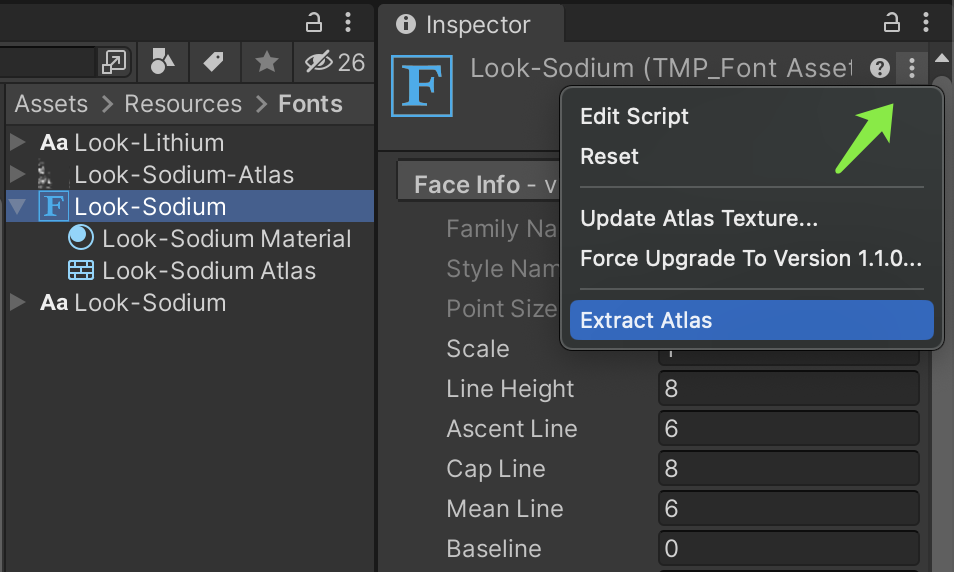 26
Assets > Resources > Fonts
Aa Look-Lithium
Look-Sodium-Atlas
F Look-Sodium
Look-Sodium Material
Look-Sodium Atlas
Aa Look-Sodium
Inspector
F Look-Sodium (TMP_Font Asset
Edit Script
Reset
Update Atlas Texture...
Force Upgrade To Version 1.1.0...
Extract Atlas
Face Info - v
Family Na
Style Nam
Point Size
Scale
Line Height 8
Ascent Line 6
Cap Line 8
Mean Line 6
Baseline 0